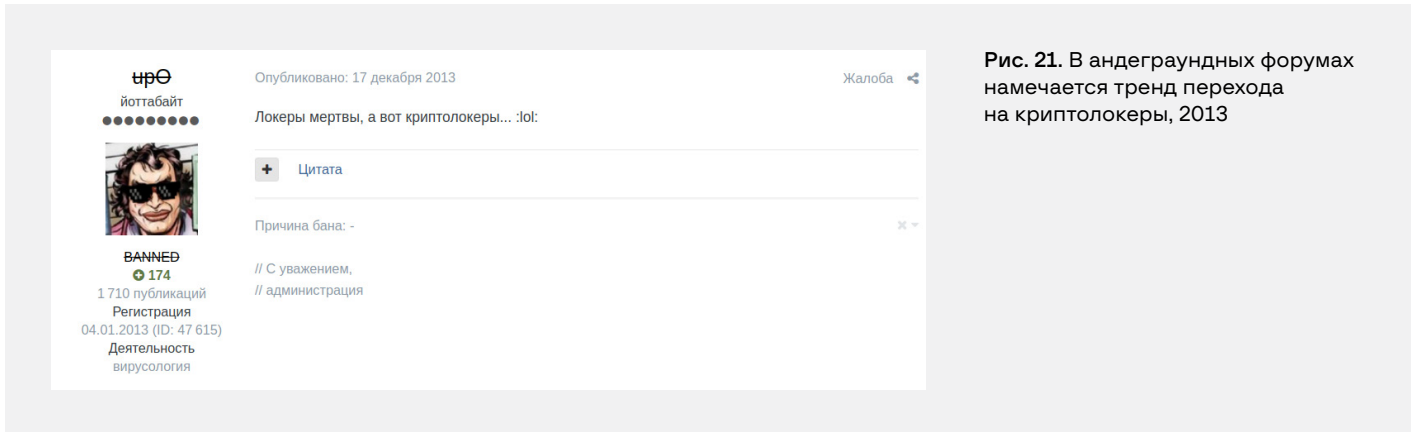 upO
йоттабайт
BANNED
174
1 710 публикаций
Регистрация
04.01.2013 (ID: 47 615)
Деятельность
вирусология
Опубликовано: 17 декабря 2013
Жалоба
Локеры мертвы, а вот криптолокеры... :lol:
+ Цитата
Причина бана: -
// С уважением,
// администрация
Рис. 21. В андеграундных форумах
намечается тренд перехода
на криптолокеры, 2013